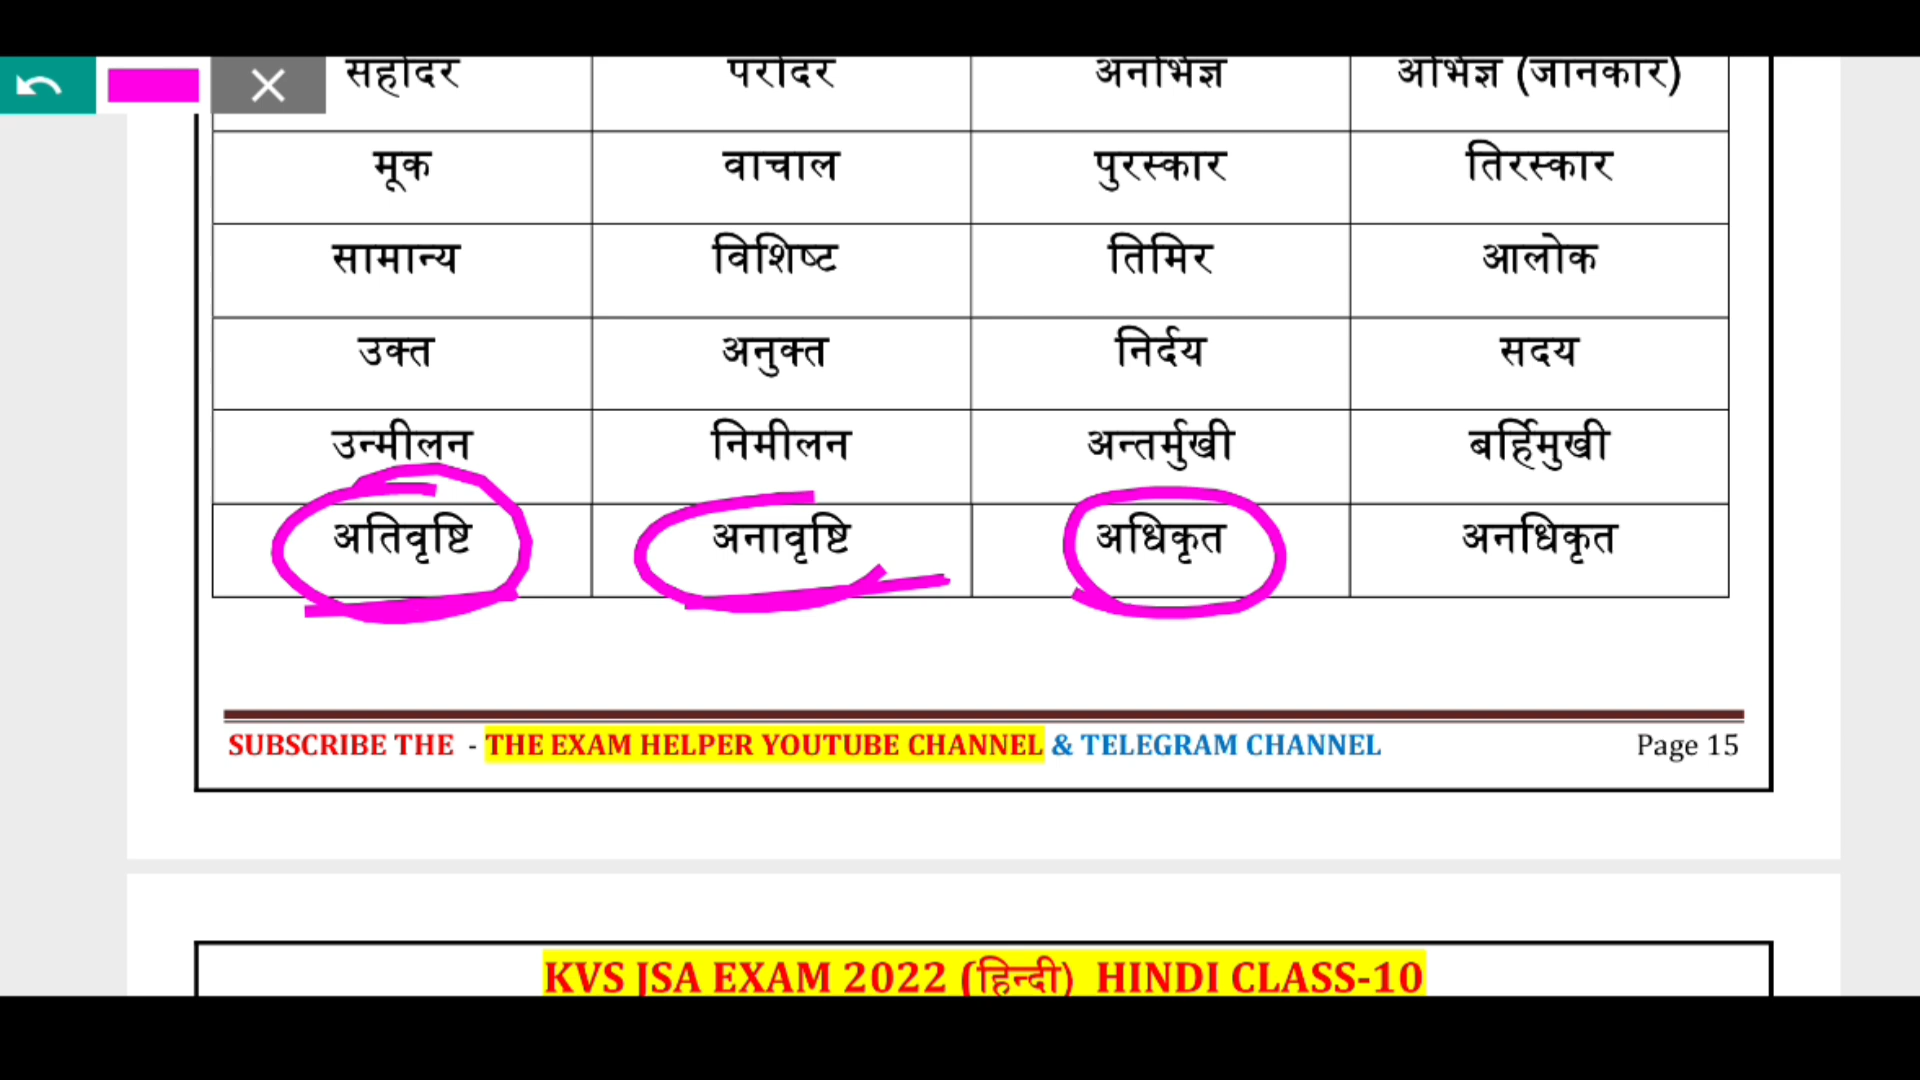 सहोदर परोदर अनभिज्ञ अभिज्ञ (जानकार)
मूक वाचाल पुरस्कार तिरस्कार
सामान्य विशिष्ट तिमिर आलोक
उक्त अनुक्त निर्दय सदय
उन्मीलन निमीलन अन्तर्मुखी बर्हिमुखी
अतिवृष्टि अनावृष्टि अधिकृत अनधिकृत
SUBSCRIBE THE - THE EXAM HELPER YOUTUBE CHANNEL & TELEGRAM CHANNEL Page 15
KVS JSA EXAM 2022 (हिन्दी) HINDI CLASS-10